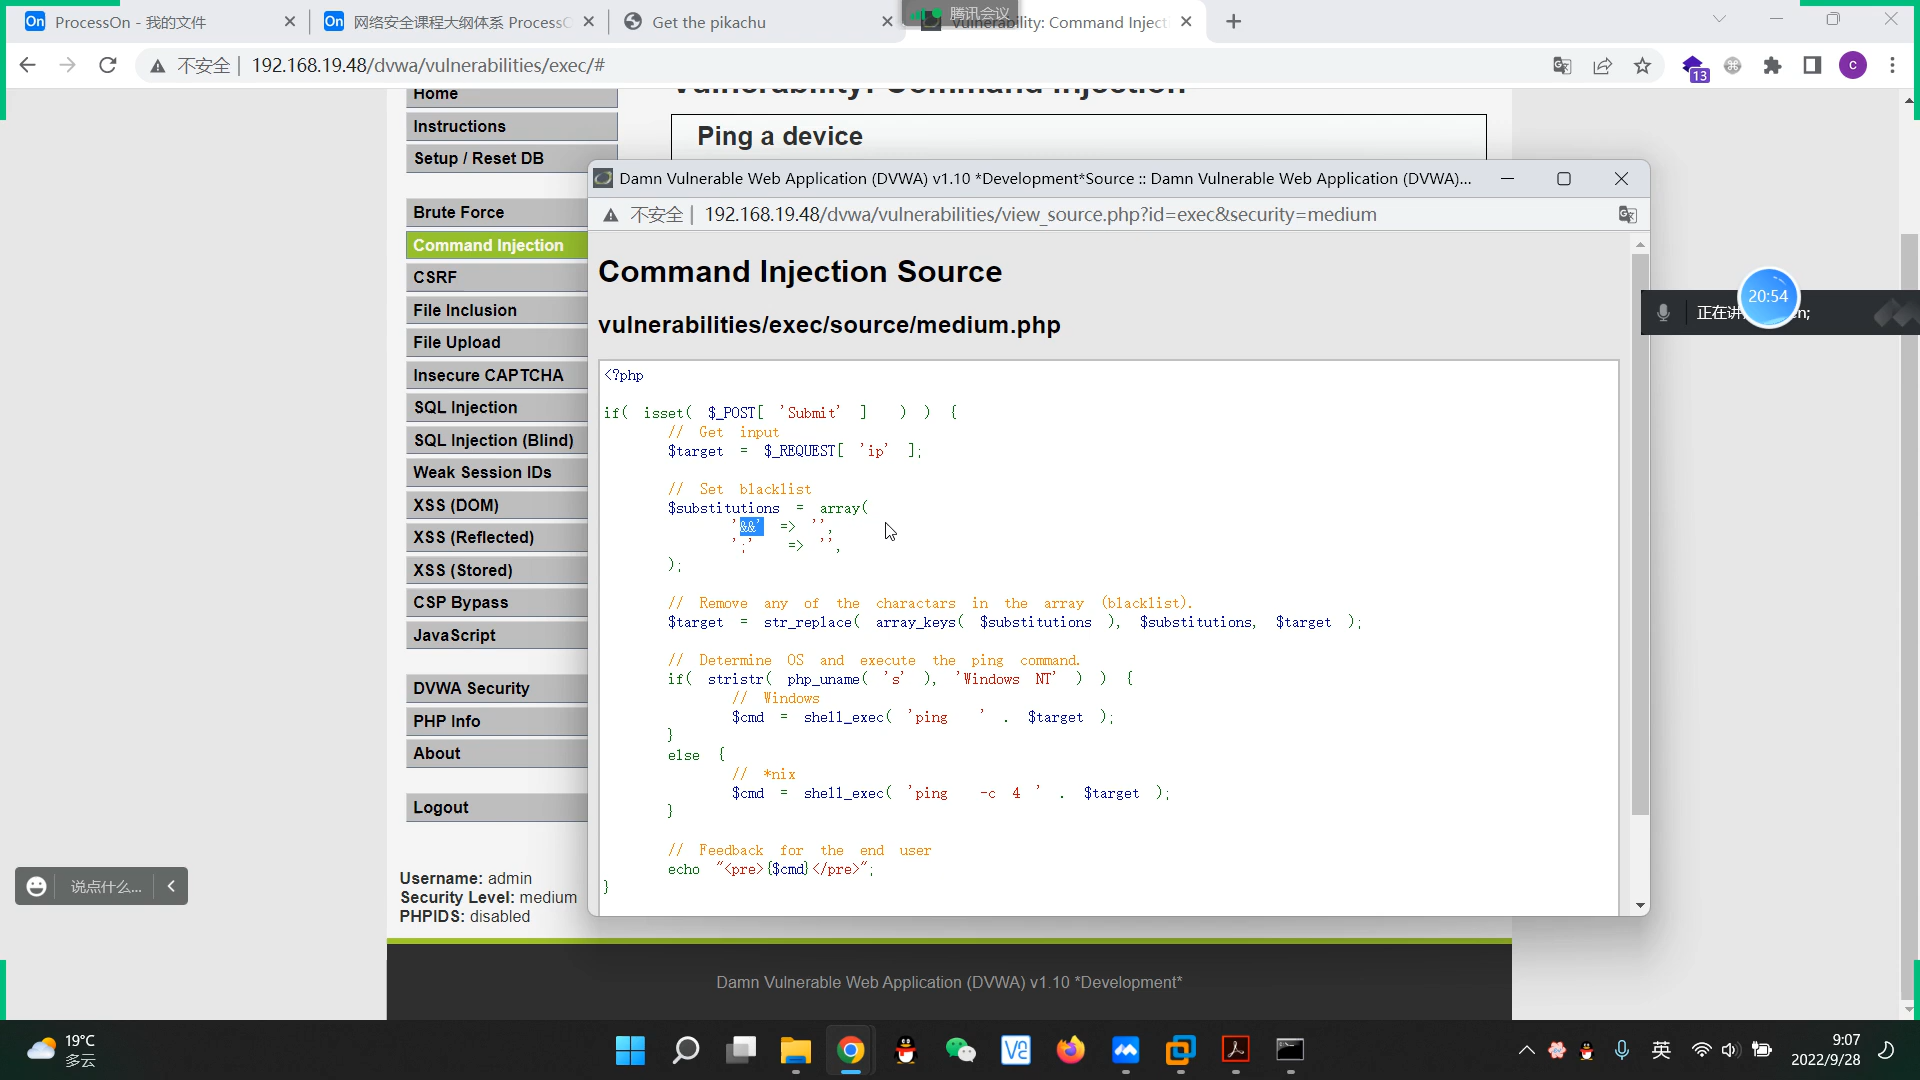 ProcessOn - 我的文件
网络安全课程大纲体系 ProcessO
Get the pikachu
腾讯会议
Vulnerability: Command Inject
不安全
192.168.19.48/dvwa/vulnerabilities/exec/#
13
C
Home
Instructions
Setup / Reset DB
Brute Force
Command Injection
CSRF
File Inclusion
File Upload
Insecure CAPTCHA
SQL Injection
SQL Injection (Blind)
Weak Session IDs
XSS (DOM)
XSS (Reflected)
XSS (Stored)
CSP Bypass
JavaScript
DVWA Security
PHP Info
About
Logout
Username: admin
Security Level: medium
PHPIDS: disabled
Vulnerability: Command Injection
Ping a device
Damn Vulnerable Web Application (DVWA) v1.10 *Development*Source :: Damn Vulnerable Web Application (DVWA)...
不安全
192.168.19.48/dvwa/vulnerabilities/view_source.php?id=exec&security=medium
Command Injection Source
vulnerabilities/exec/source/medium.php
<?php
if( isset( $_POST[ 'Submit' ]  ) ) {
// Get input
$target = $_REQUEST[ 'ip' ];
// Set blacklist
$substitutions = array(
'&&' => '',
';'  => '',
);
// Remove any of the charactars in the array (blacklist).
$target = str_replace( array_keys( $substitutions ), $substitutions, $target );
// Determine OS and execute the ping command.
if( stristr( php_uname( 's' ), 'Windows NT' ) ) {
// Windows
$cmd = shell_exec( 'ping  ' . $target );
}
else {
// *nix
$cmd = shell_exec( 'ping  -c 4 ' . $target );
}
// Feedback for the end user
echo "<pre>{$cmd}</pre>";
}
20:54
正在讲
en;
说点什么...
Damn Vulnerable Web Application (DVWA) v1.10 *Development*
19°C
多云
英
9:07
2022/9/28